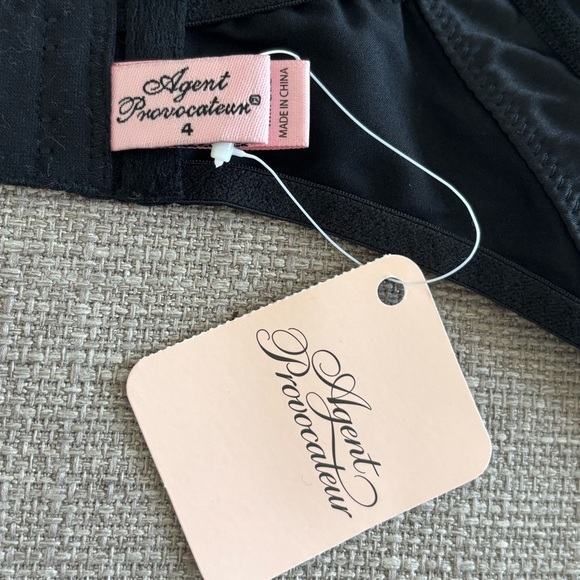 Agent
Provocateur®
4
MADE IN CHINA
Agent
Provocateur